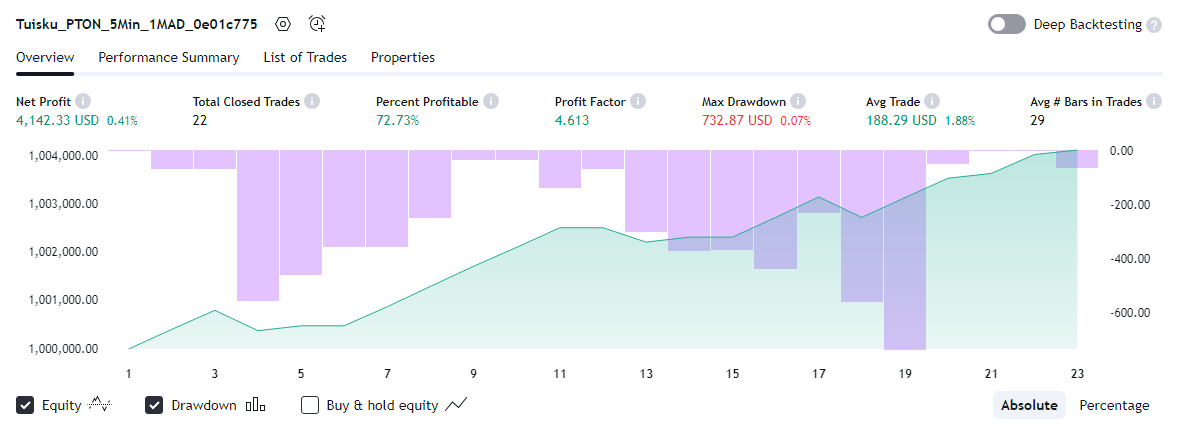 Tuisku_PTON_5Min_1MAD_0e01c775 Deep Backtesting ?
Overview Performance Summary List of Trades Properties
Net Profit i Total Closed Trades i Percent Profitable i Profit Factor i Max Drawdown i Avg Trade i Avg # Bars in Trades i
4,142.33 USD 0.41% 22 72.73% 4.613 732.87 USD 0.07% 188.29 USD 1.88% 29
1,004,000.00 0.00
1,003,000.00 -200.00
1,002,000.00 -400.00
1,001,000.00 -600.00
1,000,000.00
1 3 5 7 9 11 13 15 17 19 21 23
Equity Drawdown Buy & hold equity Absolute Percentage